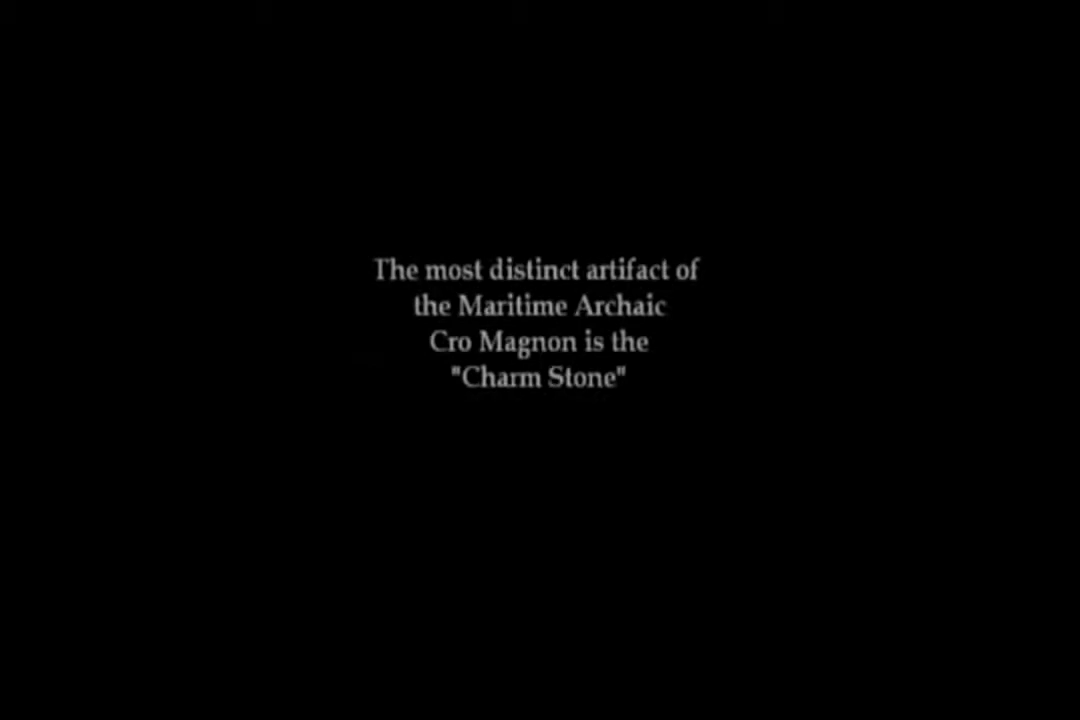 The most distinct artifact of
the Maritime Archaic
Cro Magnon is the
"Charm Stone"